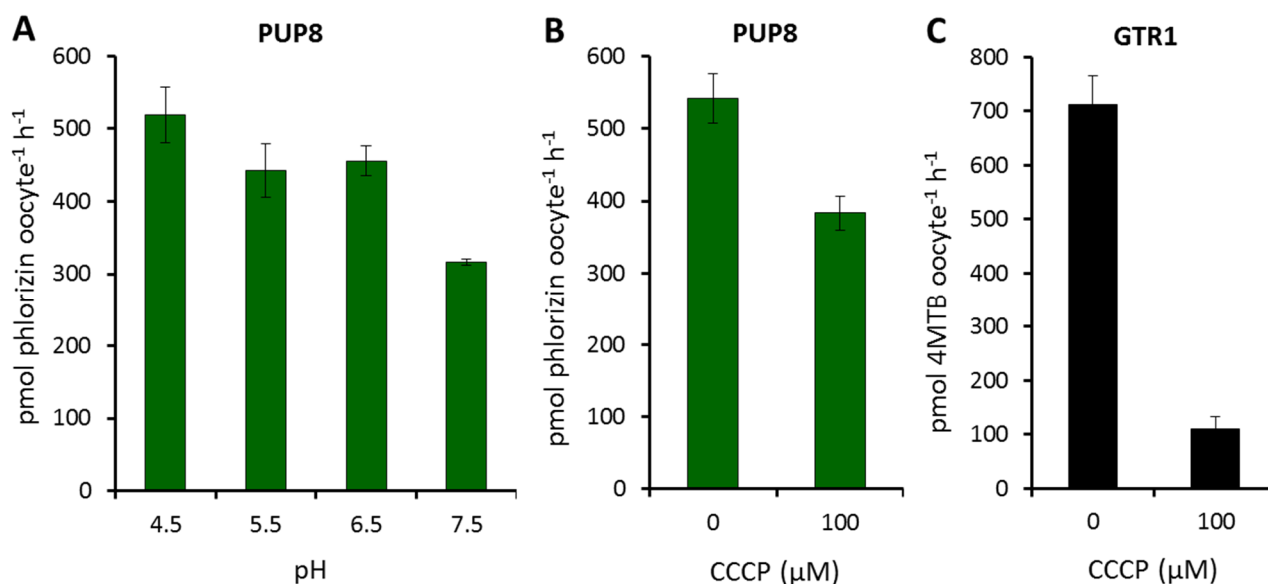 A
PUP8
pmol phlorizin oocyte⁻¹ h⁻¹
600
500
400
300
200
100
0
4.5 5.5 6.5 7.5
pH
B
PUP8
pmol phlorizin oocyte⁻¹ h⁻¹
600
500
400
300
200
100
0
0 100
CCCP (µM)
C
GTR1
pmol 4MTB oocyte⁻¹ h⁻¹
800
700
600
500
400
300
200
100
0
0 100
CCCP (µM)